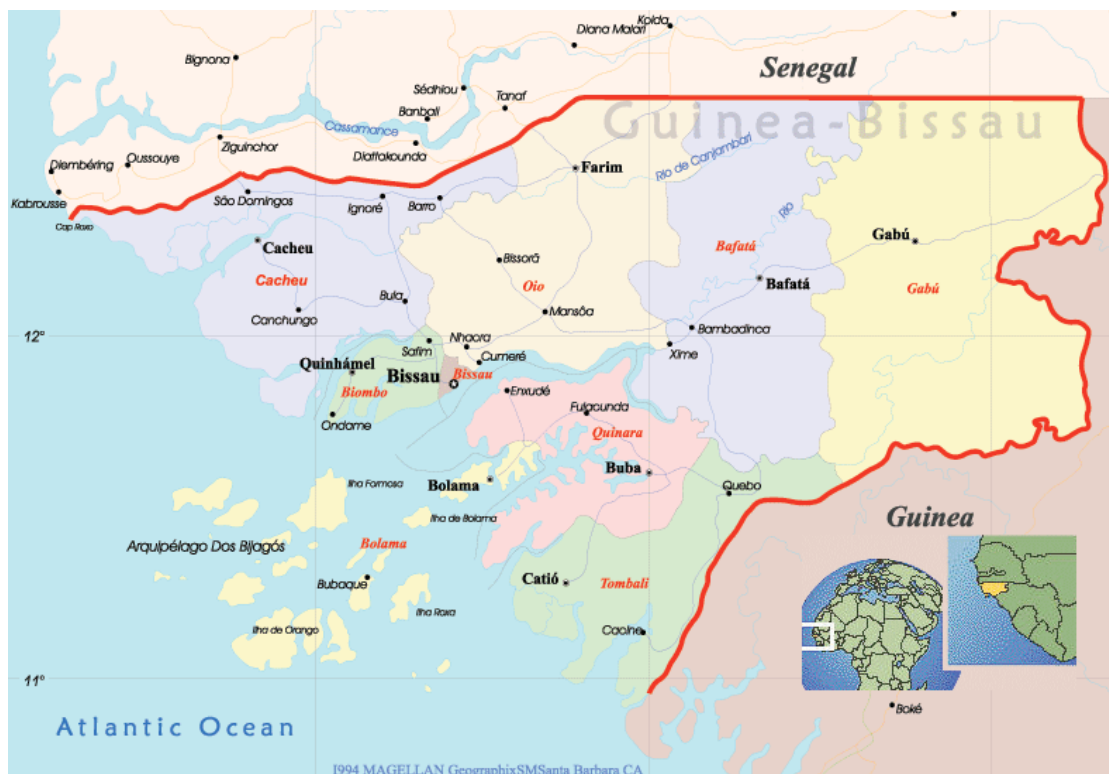 Kolda
Diana Malari
Bignona
Senegal
Sédhiou
Tanaf
Banbali
Guinea-Bissau
Cassamance
Ziguinchor
Diattakounda
Oussouye
Diembéring
Farim
Rio de Canjambari
Kabrousse
São Domingos
Ignoré
Barro
Cap Roxo
Rio
Cacheu
Gabú
Bafatá
Bissorã
Cacheu
Oio
Bafatá
Gabú
Bula
Canchungo
Mansôa
Bambadinca
12°
Safim
Nhacra
Xime
Quinhámel
Cumeré
Bissau
Bissau
Biombo
Enxudé
Ondame
Fulacunda
Quinara
Buba
Bolama
Ilha Formosa
Quebo
Ilha de Bolama
Guinea
Arquipélago Dos Bijagós
Bolama
Bubaque
Catió
Tombali
Ilha Roxa
Ilha de Orango
Cacine
11°
Boké
Atlantic Ocean
1994 MAGELLAN GeographixSMSanta Barbara CA